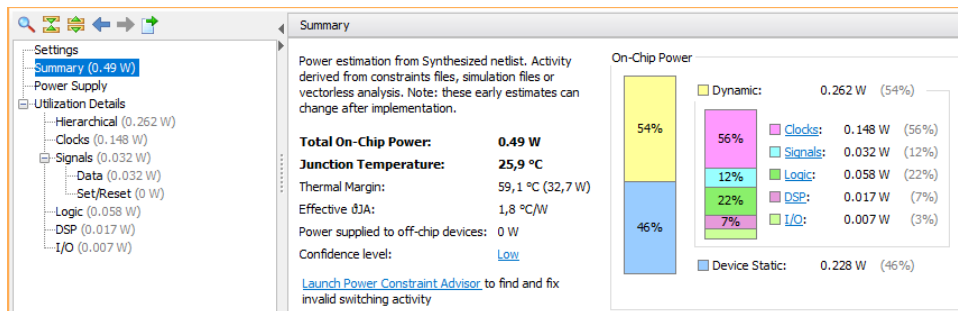 Summary
Settings
Summary (0.49 W)
Power Supply
Utilization Details
Hierarchical (0.262 W)
Clocks (0.148 W)
Signals (0.032 W)
Data (0.032 W)
Set/Reset (0 W)
Logic (0.058 W)
DSP (0.017 W)
I/O (0.007 W)
Power estimation from Synthesized netlist. Activity
derived from constraints files, simulation files or
vectorless analysis. Note: these early estimates can
change after implementation.
Total On-Chip Power: 0.49 W
Junction Temperature: 25,9 °C
Thermal Margin: 59,1 °C (32,7 W)
Effective ϑJA: 1,8 °C/W
Power supplied to off-chip devices: 0 W
Confidence level: Low
Launch Power Constraint Advisor to find and fix
invalid switching activity
On-Chip Power
54%
46%
Dynamic: 0.262 W (54%)
56%
12%
22%
7%
Clocks: 0.148 W (56%)
Signals: 0.032 W (12%)
Logic: 0.058 W (22%)
DSP: 0.017 W (7%)
I/O: 0.007 W (3%)
Device Static: 0.228 W (46%)